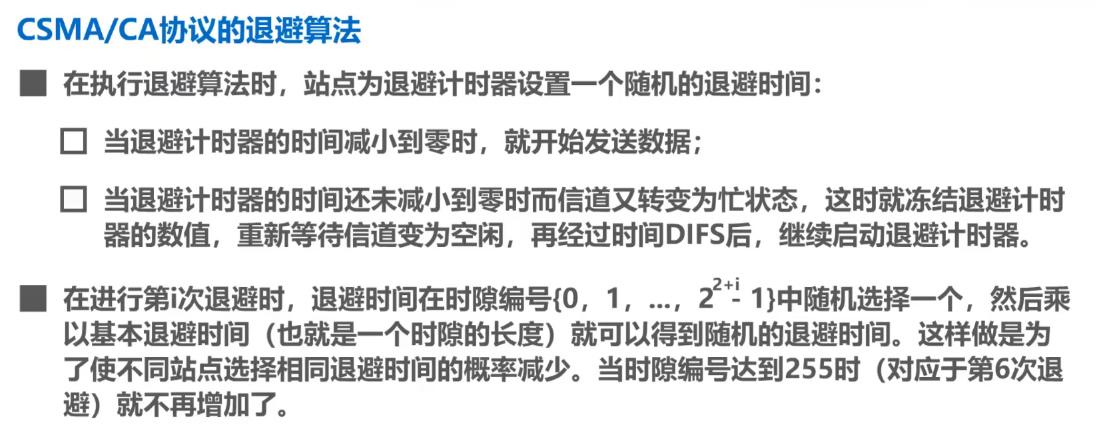 CSMA/CA协议的退避算法
在执行退避算法时，站点为退避计时器设置一个随机的退避时间：
当退避计时器的时间减小到零时，就开始发送数据；
当退避计时器的时间还未减小到零时而信道又转变为忙状态，这时就冻结退避计时
器的数值，重新等待信道变为空闲，再经过时间DIFS后，继续启动退避计时器。
在进行第i次退避时，退避时间在时隙编号{0，1，...，2^{2+i}- 1}中随机选择一个，然后乘
以基本退避时间（也就是一个时隙的长度）就可以得到随机的退避时间。这样做是为
了使不同站点选择相同退避时间的概率减少。当时隙编号达到255时（对应于第6次退
避）就不再增加了。